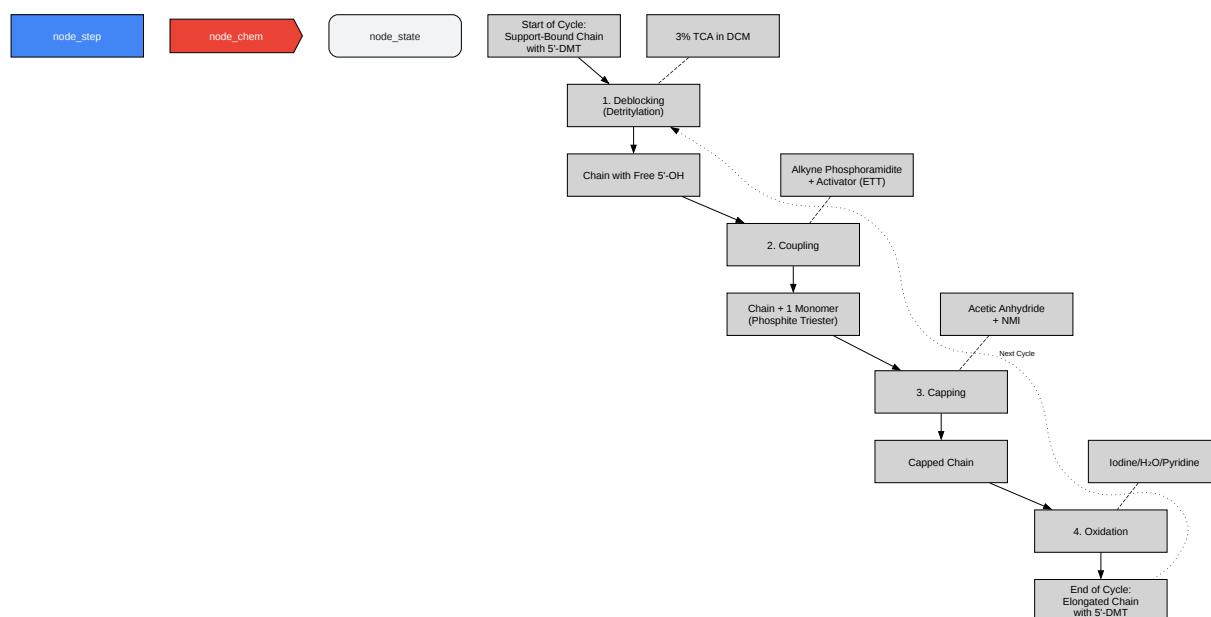 node_step
node_chem
node_state
Start of Cycle:
Support-Bound Chain
with 5'-DMT
3% TCA in DCM
1. Deblocking
(Detritylation)
Chain with Free 5'-OH
Alkyne Phosphoramidite
+ Activator (ETT)
2. Coupling
Chain + 1 Monomer
(Phosphite Triester)
Acetic Anhydride
+ NMI
Next Cycle
3. Capping
Capped Chain
Iodine/H₂O/Pyridine
4. Oxidation
End of Cycle:
Elongated Chain
with 5'-DMT